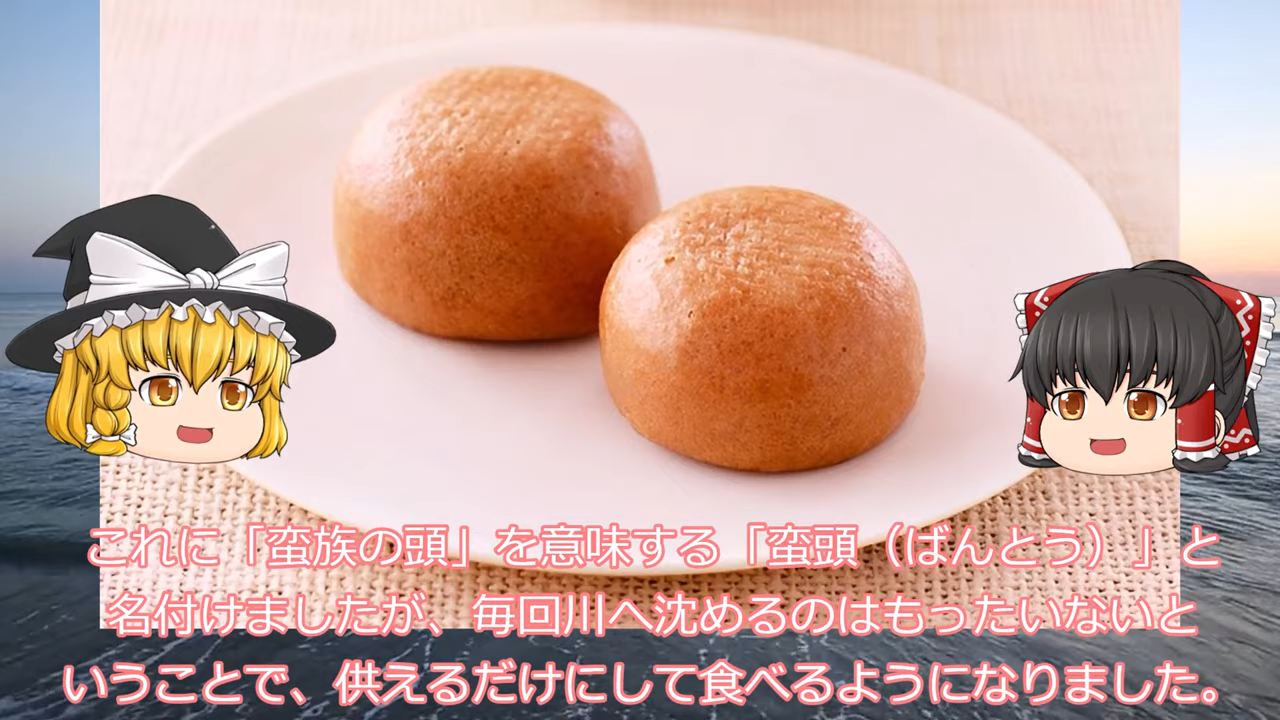 これに「蛮族の頭」を意味する「蛮頭（ばんとう）」と
名付けましたが、毎回川へ沈めるのはもったいないと
いうことで、供えるだけにして食べるようになりました。